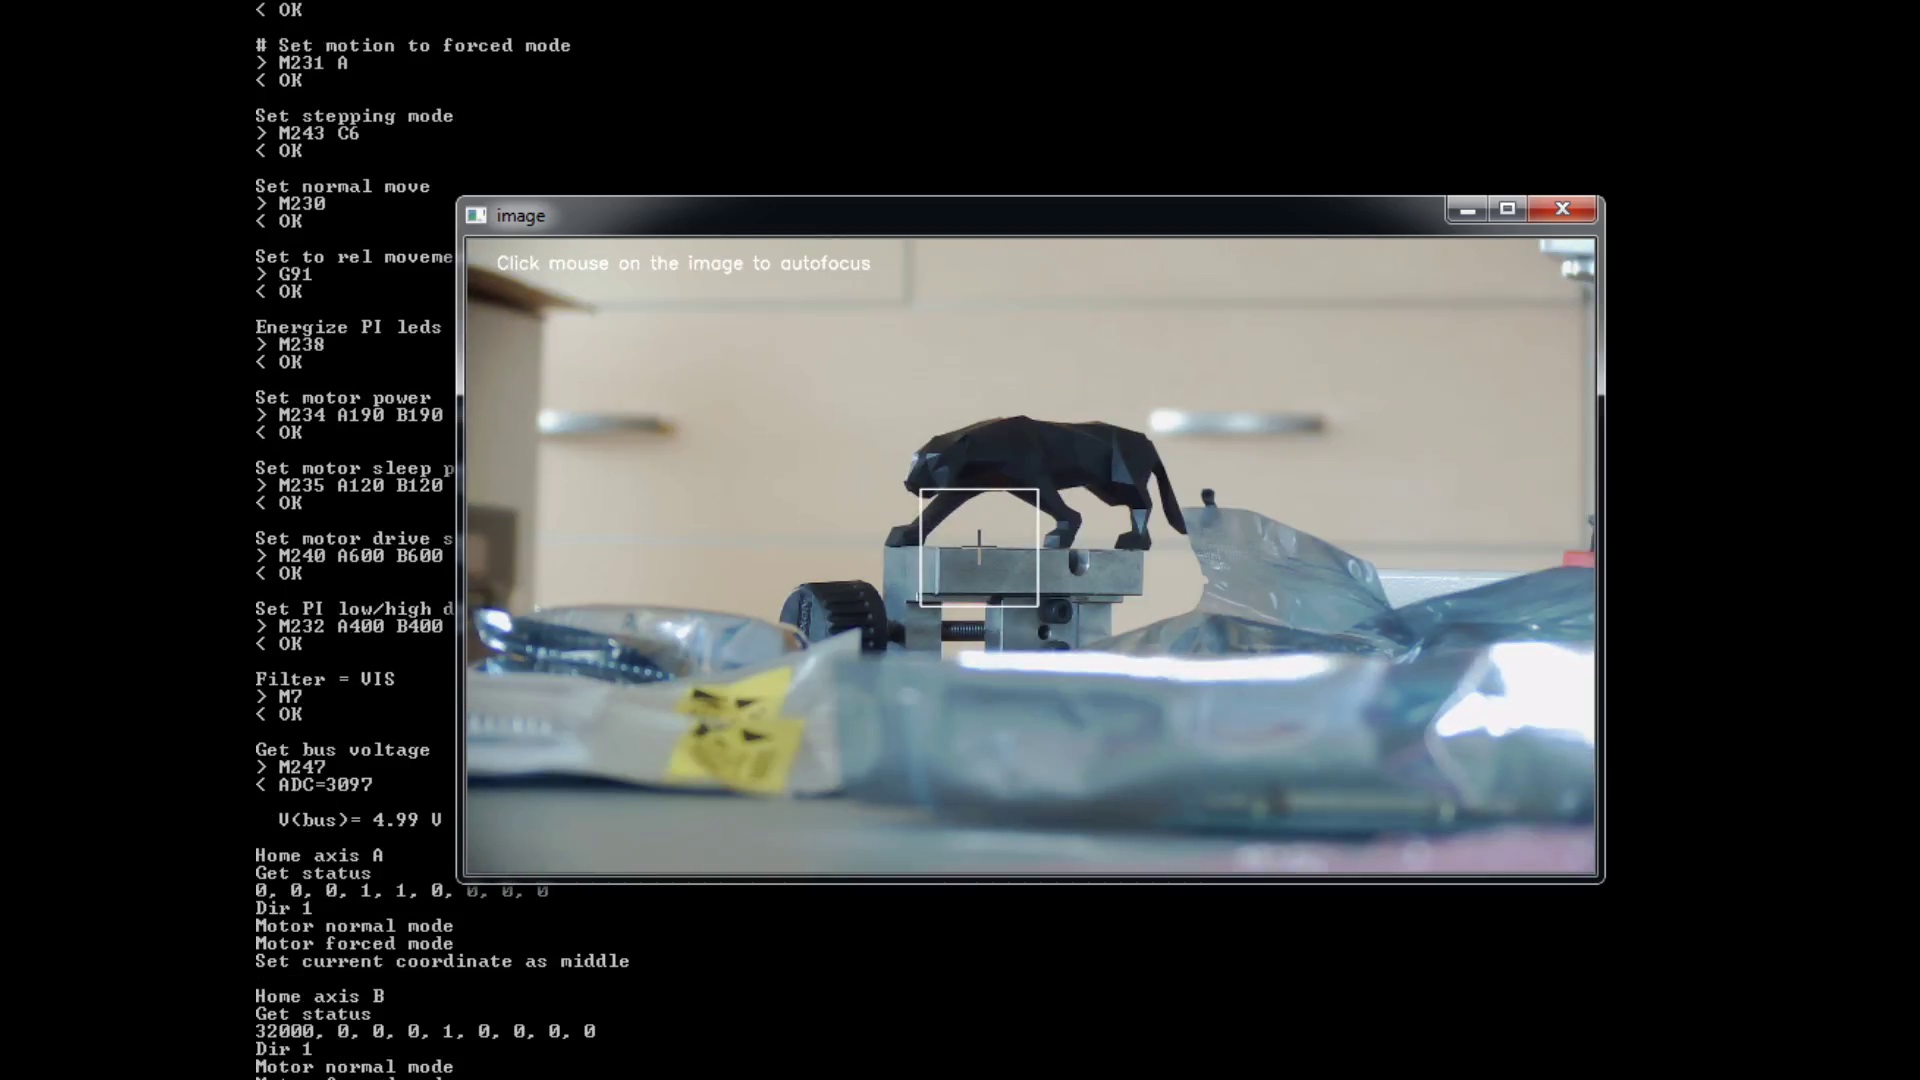 < OK
# Set motion to forced mode
> M231 A
< OK
Set stepping mode
> M243 C6
< OK
Set normal move
> M230
< OK
Set to rel moveme
> G91
< OK
Energize PI leds
> M238
< OK
Set motor power
> M234 A190 B190
< OK
Set motor sleep p
> M235 A120 B120
< OK
Set motor drive s
> M240 A600 B600
< OK
Set PI low/high d
> M232 A400 B400
< OK
Filter = VIS
> M7
< OK
Get bus voltage
> M247
< ADC=3097
V(bus)= 4.99 V
Home axis A
Get status
0, 0, 0, 1, 1, 0, 0, 0, 0
Dir 1
Motor normal mode
Motor forced mode
Set current coordinate as middle
Home axis B
Get status
32000, 0, 0, 0, 1, 0, 0, 0, 0
Dir 1
Motor normal mode
image
Click mouse on the image to autofocus